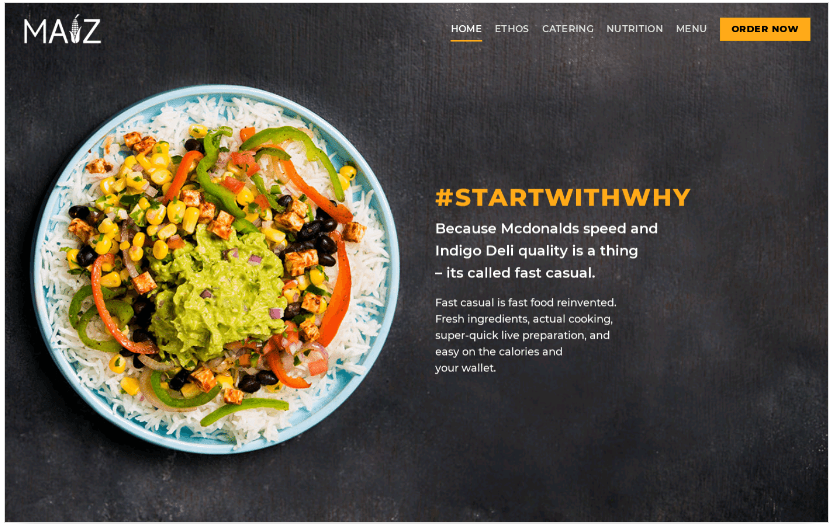 MAIZ
HOME ETHOS CATERING NUTRITION MENU ORDER NOW
#STARTWITHWHY
Because Mcdonalds speed and
Indigo Deli quality is a thing
– its called fast casual.
Fast casual is fast food reinvented.
Fresh ingredients, actual cooking,
super-quick live preparation, and
easy on the calories and
your wallet.